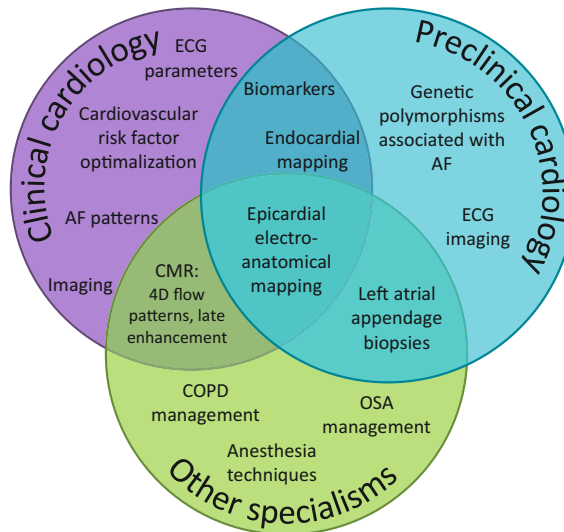 Clinical cardiology
ECG
parameters
Cardiovascular
risk factor
optimalization
AF patterns
Imaging
Biomarkers
Endocardial
mapping
Preclinical cardiology
Genetic
polymorphisms
associated with
AF
ECG
imaging
Epicardial
electro-
anatomical
mapping
CMR:
4D flow
patterns, late
enhancement
Left atrial
appendage
biopsies
COPD
management
OSA
management
Anesthesia
techniques
Other specialisms